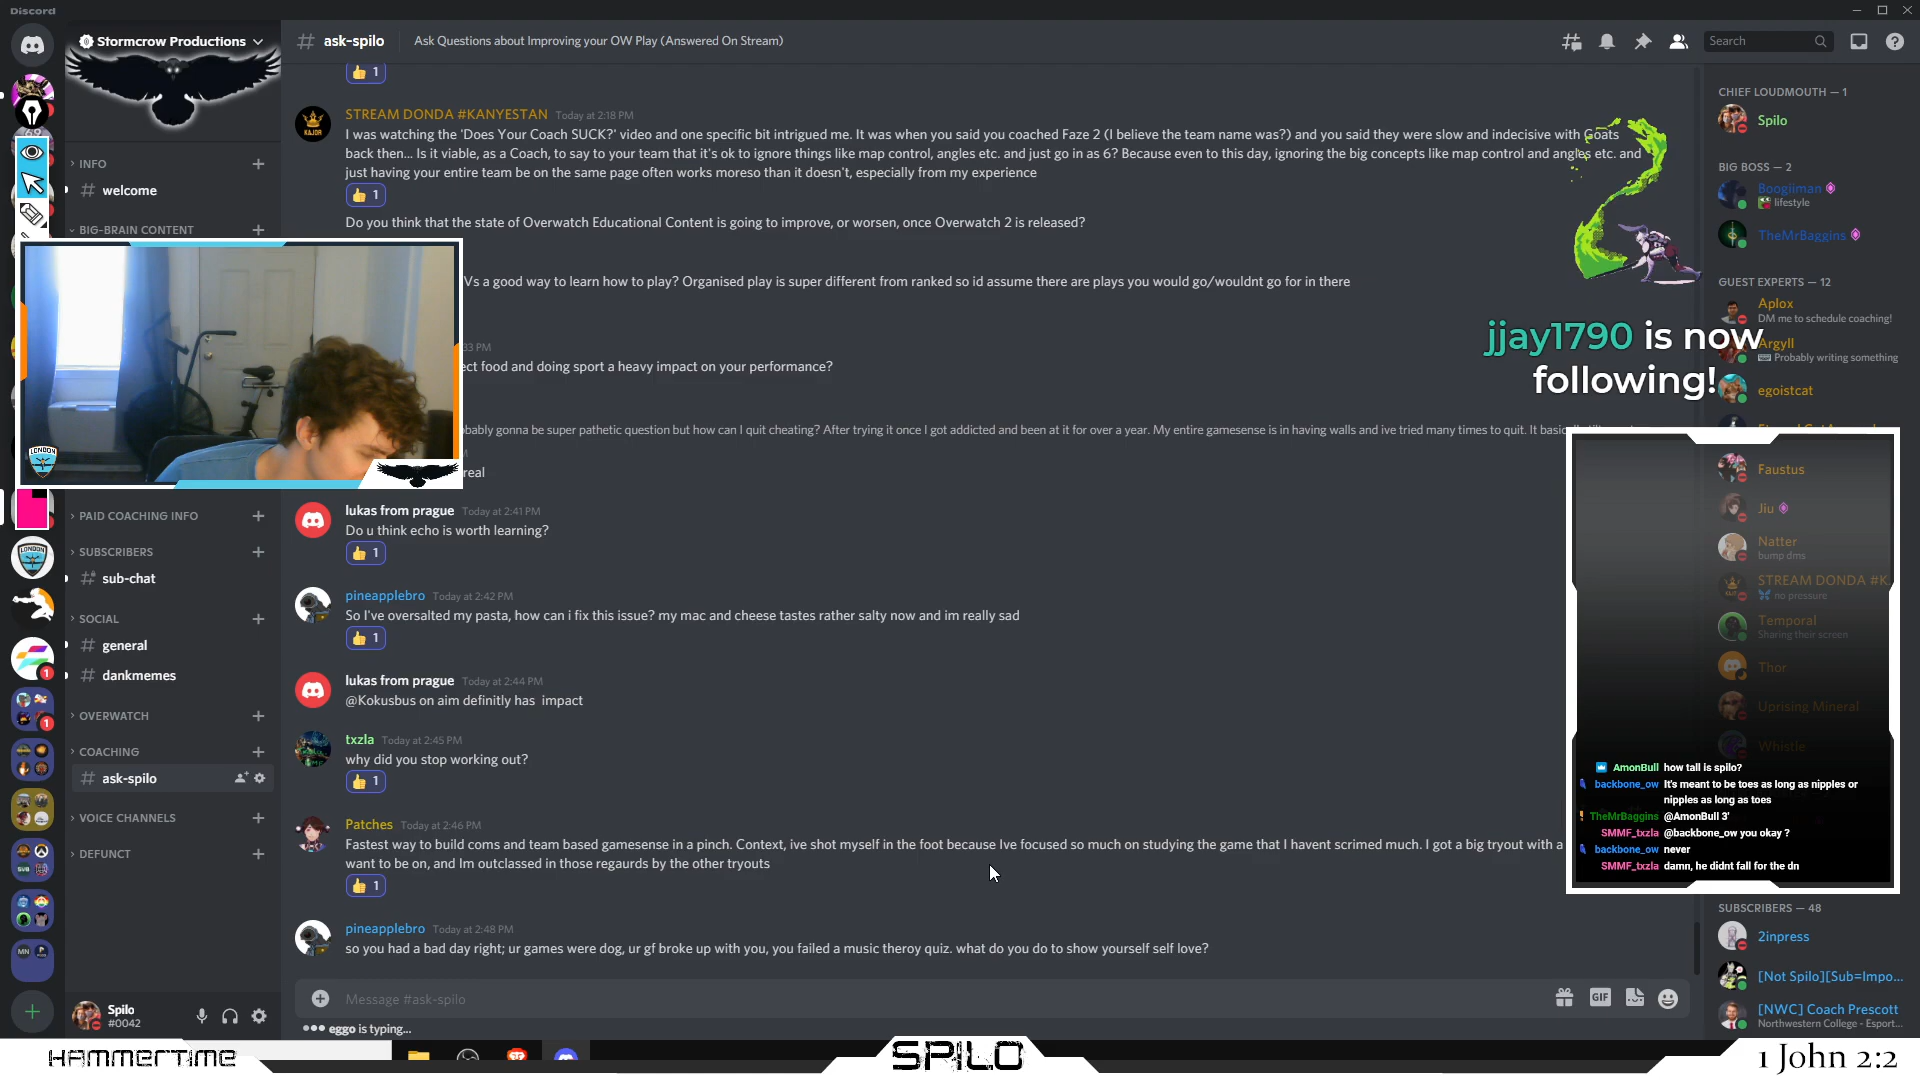 Discord
Stormcrow Productions
# ask-spilo
Ask Questions about Improving your OW Play (Answered On Stream)
Search
INFO
# welcome
BIG-BRAIN CONTENT
PAID COACHING INFO
SUBSCRIBERS
sub-chat
SOCIAL
# general
# dankmemes
OVERWATCH
COACHING
# ask-spilo
VOICE CHANNELS
DEFUNCT
Spilo
#0042
1
STREAM DONDA #KANYESTAN Today at 2:18 PM
I was watching the 'Does Your Coach SUCK?' video and one specific bit intrigued me. It was when you said you coached Faze 2 (I believe the team name was?) and you said they were slow and indecisive with Goats
back then... Is it viable, as a Coach, to say to your team that it's ok to ignore things like map control, angles etc. and just go in as 6? Because even to this day, ignoring the big concepts like map control and angles etc. and
just having your entire team be on the same page often works moreso than it doesn't, especially from my experience
1
Do you think that the state of Overwatch Educational Content is going to improve, or worsen, once Overwatch 2 is released?
Vs a good way to learn how to play? Organised play is super different from ranked so id assume there are plays you would go/wouldnt go for in there
33 PM
ect food and doing sport a heavy impact on your performance?
bably gonna be super pathetic question but how can I quit cheating? After trying it once I got addicted and been at it for over a year. My entire gamesense is in having walls and ive tried many times to quit. It
real
lukas from prague Today at 2:41 PM
Do u think echo is worth learning?
1
pineapplebro Today at 2:42 PM
So I've oversalted my pasta, how can i fix this issue? my mac and cheese tastes rather salty now and im really sad
1
lukas from prague Today at 2:44 PM
@Kokusbus on aim definitly has impact
txzla Today at 2:45 PM
why did you stop working out?
1
Patches Today at 2:46 PM
Fastest way to build coms and team based gamesense in a pinch. Context, ive shot myself in the foot because Ive focused so much on studying the game that I havent scrimed much. I got a big tryout with a
want to be on, and Im outclassed in those regaurds by the other tryouts
1
pineapplebro Today at 2:48 PM
so you had a bad day right; ur games were dog, ur gf broke up with you, you failed a music theroy quiz. what do you do to show yourself self love?
Message #ask-spilo
GIF
eggo is typing...
CHIEF LOUDMOUTH — 1
Spilo
BIG BOSS — 2
Boogiiman
lifestyle
TheMrBaggins
GUEST EXPERTS — 12
Aplox
DM me to schedule coaching!
Argyll
Probably writing something
egoistcat
jjay1790 is now
following!
Faustus
Jiu
Natter
bump dms
STREAM DONDA #K
no pressure
Temporal
Sharing their screen
Thor
Uprising Mineral
Whistle
AmonBull how tall is spilo?
backbone_ow It's meant to be toes as long as nipples or
nipples as long as toes
TheMrBaggins @AmonBull 3'
SMMF_txzla @backbone_ow you okay ?
backbone_ow never
SMMF_txzla damn, he didnt fall for the dn
SUBSCRIBERS — 48
2inpress
[Not Spilo][Sub=Impo...
[NWC] Coach Prescott
Northwestern College - Esport...
LONDON
LONDON
KAJOR
1
1
HAMMERTIME
SPILO
1 John 2:2